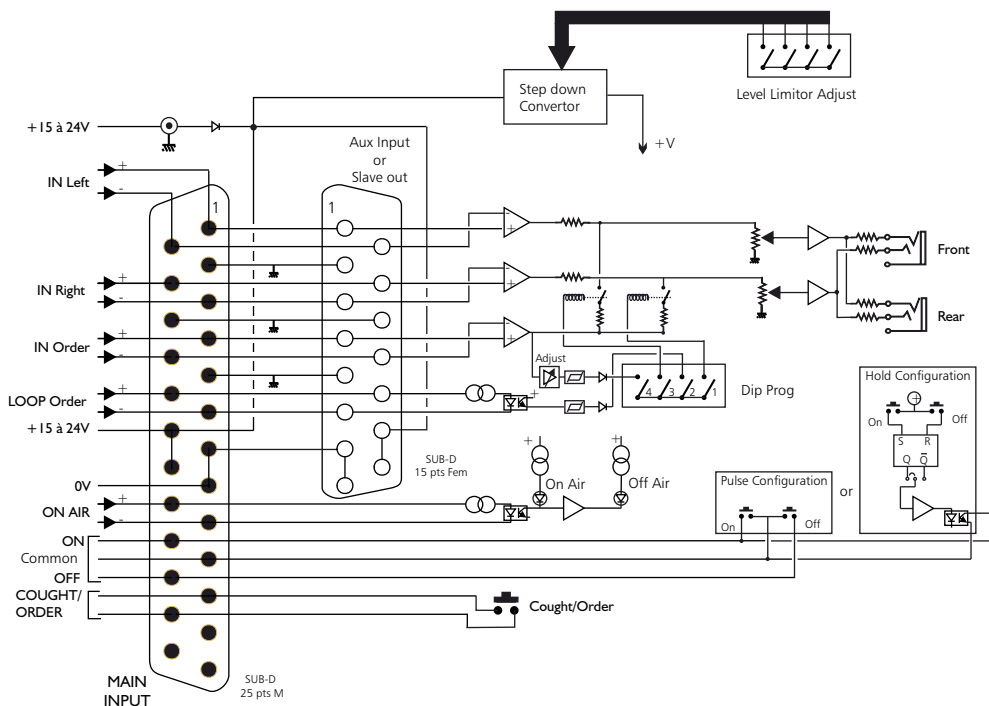 Step down
Convertor
Level Limitor Adjust
+V
+15 à 24V
Aux Input
or
Slave out
+
IN Left
-
1
1
-
+
Front
+
IN Right
-
-
+
Rear
+
IN Order
-
-
+
Adjust
4 3 2 1
Dip Prog
Hold Configuration
+
LOOP Order
-
+
+15 à 24V
On
Off
S R
Q Q̅
SUB-D
15 pts Fem
+
+
On Air
Off Air
Pulse Configuration
or
0V
+
ON AIR
-
On
Off
ON
Common
OFF
COUGHT/
ORDER
Cought/Order
MAIN
INPUT
SUB-D
25 pts M